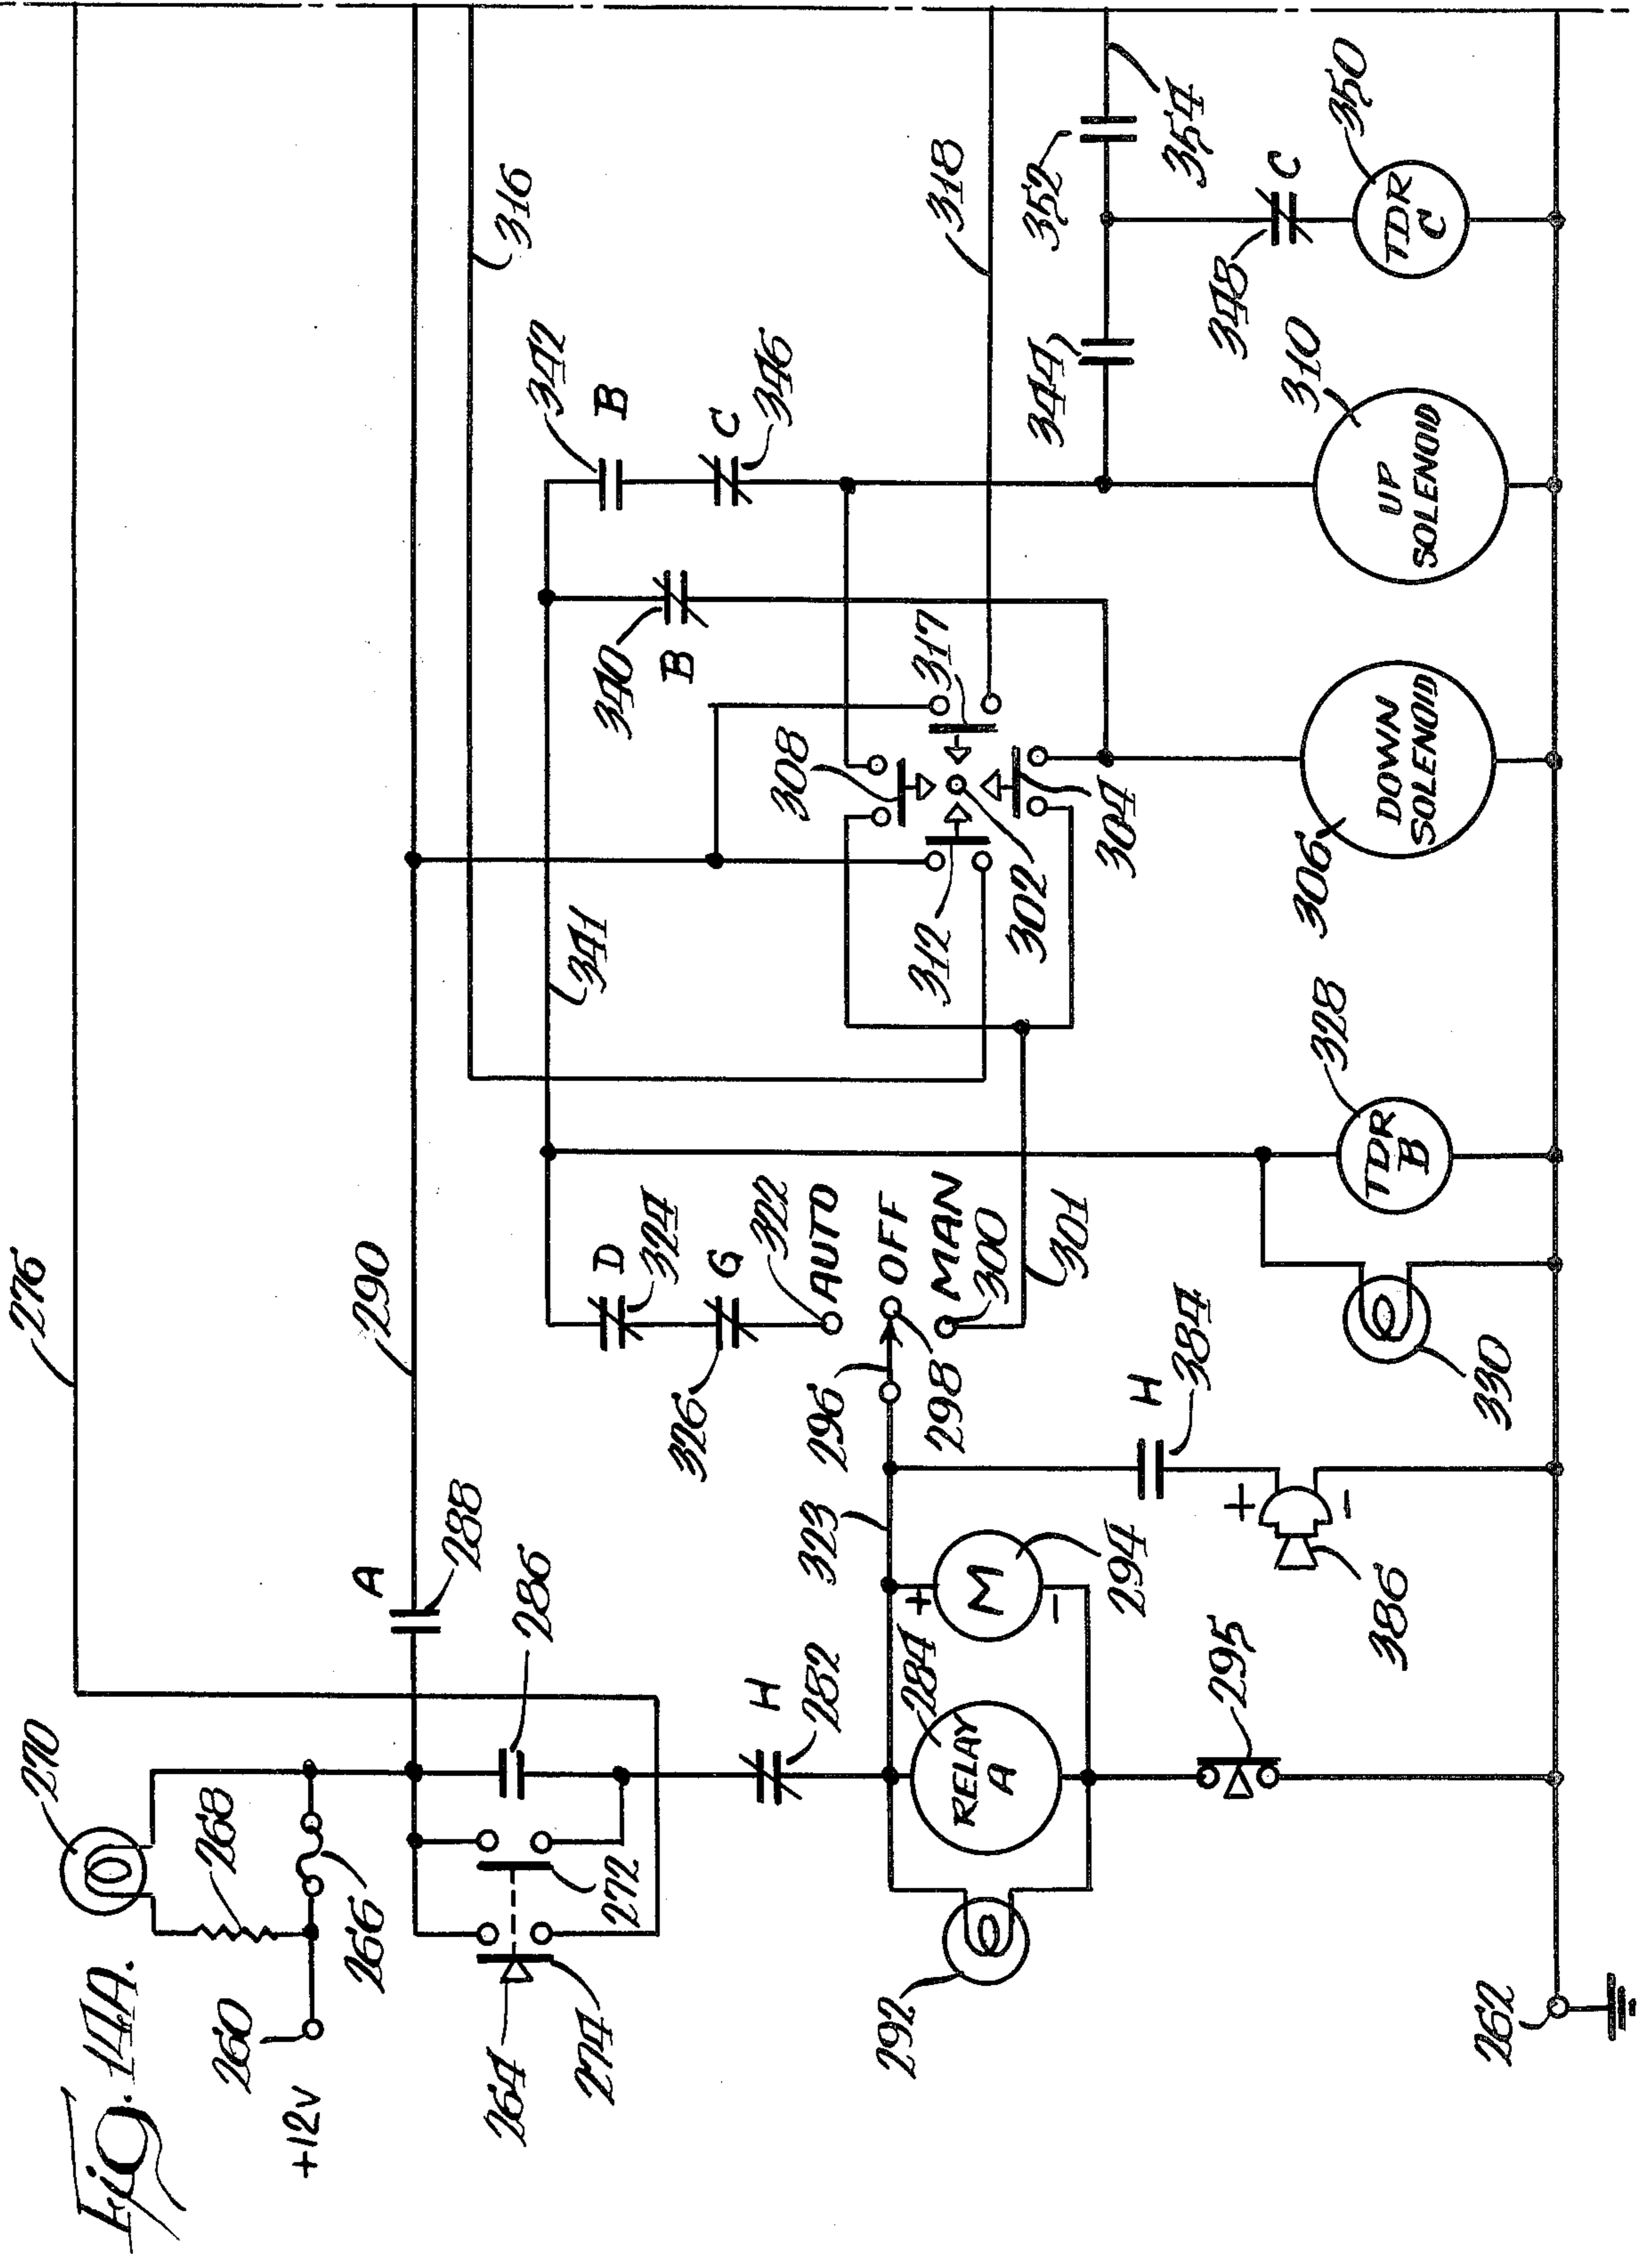 Fig. 14A.
+12V
260
270
268
266
264
274
272
276
A
288
286
290
H
282
292
RELAY
A
284
M
+
-
294
295
323
296
298
H
384
+
-
386
262
D
324
G
326
322
AUTO
OFF
MAN
300
301
330
TDR
B
328
341
316
318
312
302
308
317
304
340
B
342
B
C
346
344
352
354
348
C
TDR
C
350
306
DOWN
SOLENOID
310
UP
SOLENOID